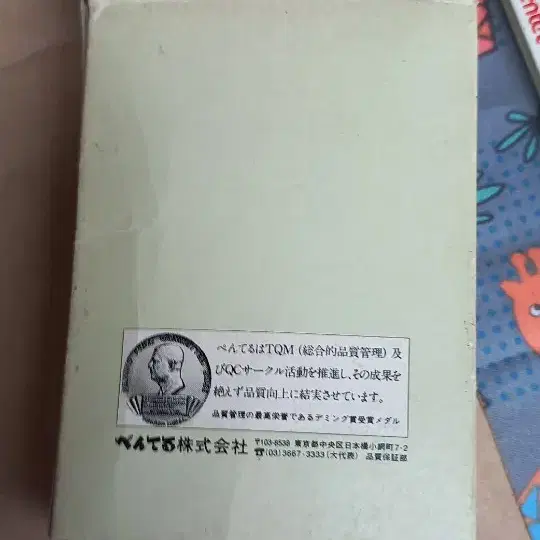 entel
ぺんてるはTQM(総合的品質管理)及
びQCサークル活動を推進し、その成果を
絶えず品質向上に結実させています。
品質管理の最高栄誉であるデミング賞受賞メダル
ぺんてる株式会社
〒103-8538 東京都中央区日本橋小網町7-2
☎(03)3667-3333(大代表) 品質保証部